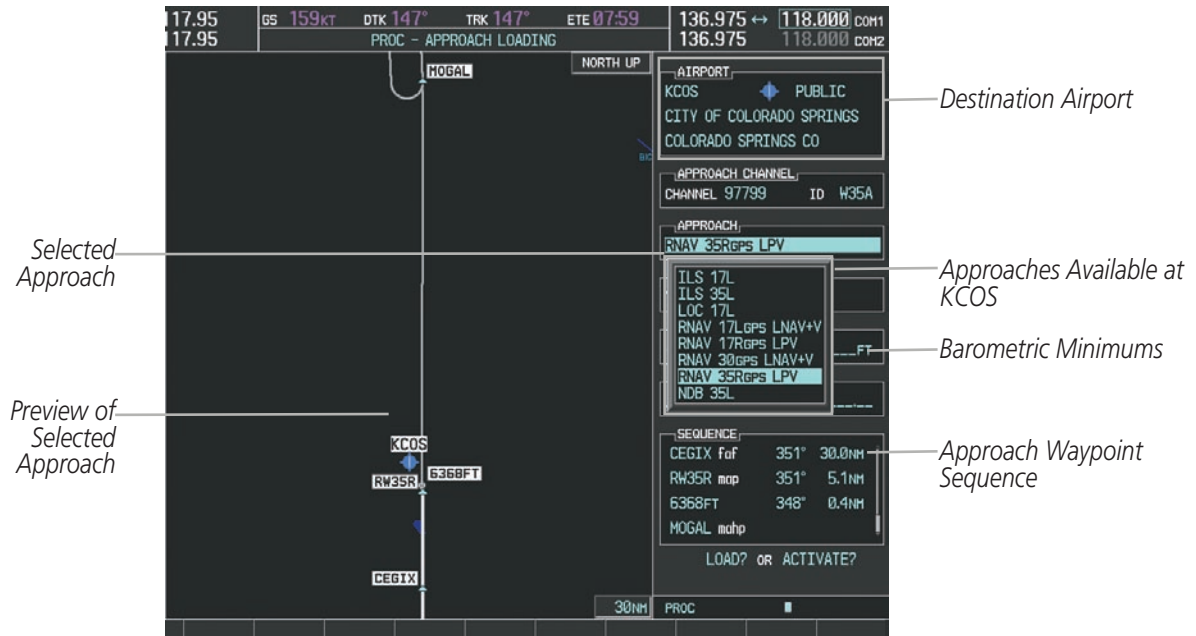 117.95
117.95
GS 159KT DTK 147° TRK 147° ETE 07:59
PROC - APPROACH LOADING
136.975 ↔ 118.000 COM1
136.975 118.000 COM2
NORTH UP
MOGAL
AIRPORT
KCOS PUBLIC
CITY OF COLORADO SPRINGS
COLORADO SPRINGS CO
Destination Airport
APPROACH CHANNEL
CHANNEL 97799 ID W35A
APPROACH
RNAV 35RGPS LPV
Selected
Approach
ILS 17L
ILS 35L
LOC 17L
RNAV 17LGPS LNAV+V
RNAV 17RGPS LPV
RNAV 30GPS LNAV+V
RNAV 35RGPS LPV
NDB 35L
Approaches Available at
KCOS
___FT
Barometric Minimums
Preview of
Selected
Approach
KCOS
RW35R
6368FT
CEGIX
SEQUENCE
CEGIX faf 351° 30.0NM
RW35R map 351° 5.1NM
6368FT 348° 0.4NM
MOGAL mahp
Approach Waypoint
Sequence
LOAD? OR ACTIVATE?
30NM
PROC